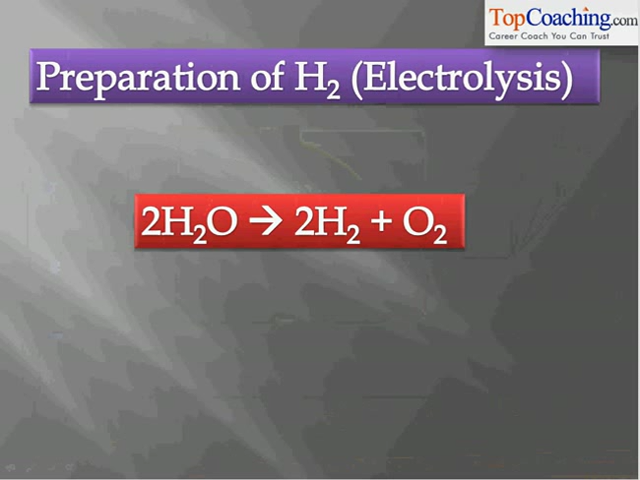 TopCoaching.com
Career Coach You Can Trust
Preparation of H₂ (Electrolysis)
2H₂O → 2H₂ + O₂